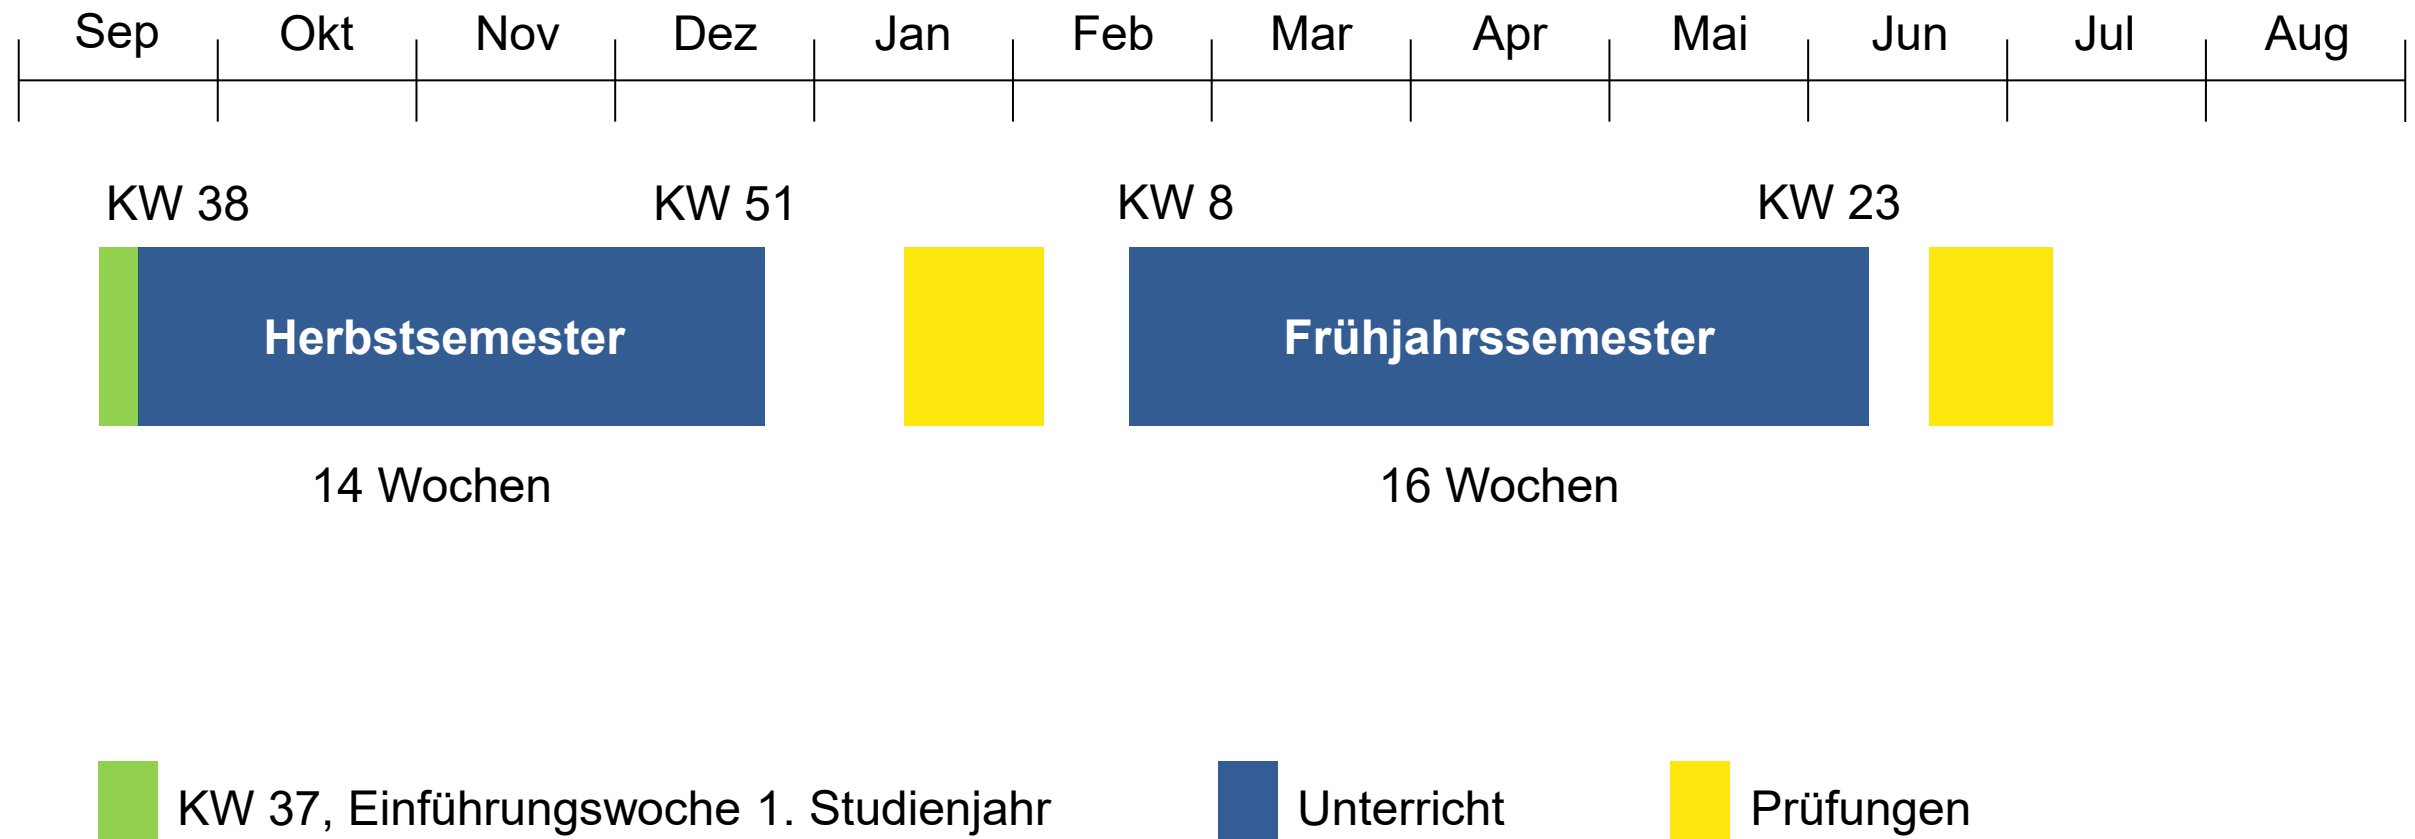 Sep Okt Nov Dez Jan Feb Mar Apr Mai Jun Jul Aug
KW 38 KW 51 KW 8 KW 23
Herbstsemester Frühjahrssemester
14 Wochen 16 Wochen
KW 37, Einführungswoche 1. Studienjahr Unterricht Prüfungen